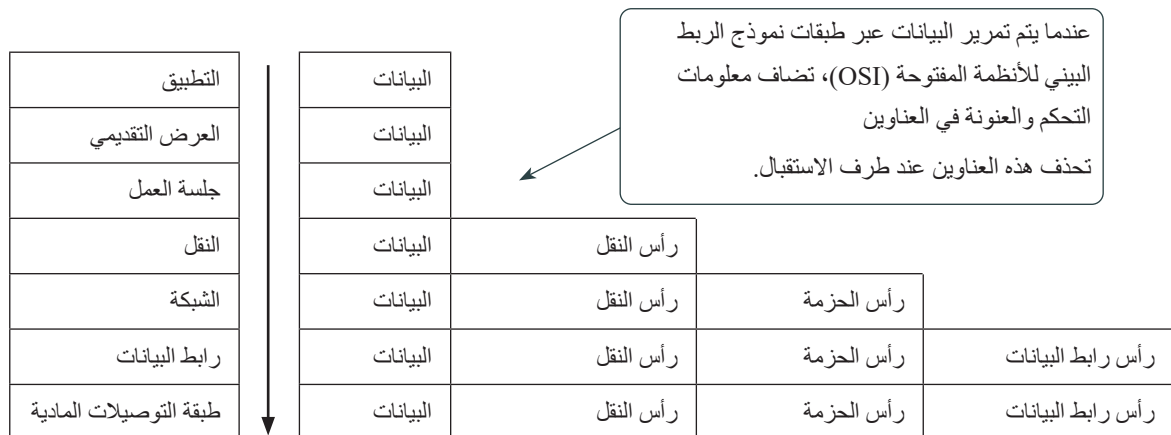 عندما يتم تمرير البيانات عبر طبقات نموذج الربط
البيني للأنظمة المفتوحة (OSI)، تضاف معلومات
التحكم والعنونة في العناوين
تحذف هذه العناوين عند طرف الاستقبال.
التطبيق
البيانات
العرض التقديمي
البيانات
جلسة العمل
البيانات
النقل
البيانات
رأس النقل
الشبكة
البيانات
رأس النقل
رأس الحزمة
رابط البيانات
البيانات
رأس النقل
رأس الحزمة
رأس رابط البيانات
طبقة التوصيلات المادية
البيانات
رأس النقل
رأس الحزمة
رأس رابط البيانات